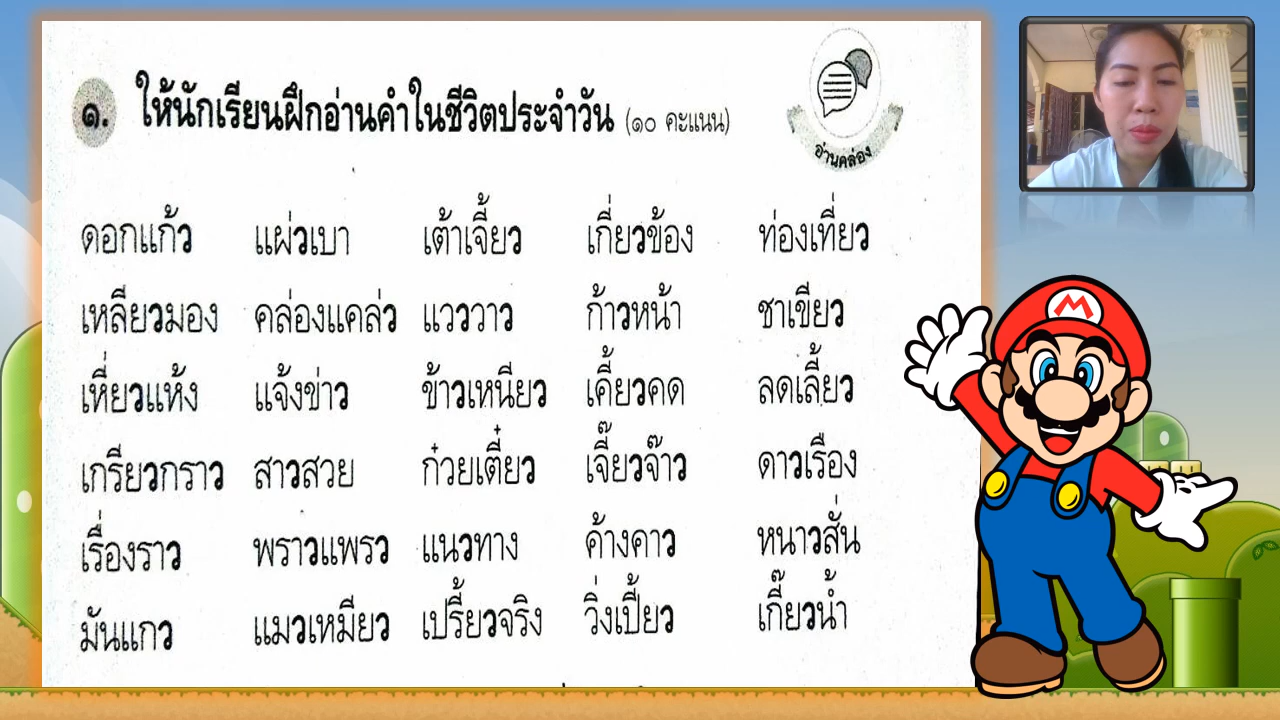 ๑. ให้นักเรียนฝึกอ่านคำในชีวิตประจำวัน (๑๐ คะแนน)
อ่านคล่อง
ดอกแก้ว แผ่วเบา เต้าเจี้ยว เกี่ยวข้อง ท่องเที่ยว
เหลียวมอง คล่องแคล่ว แวววาว ก้าวหน้า ชาเขียว
เหี่ยวแห้ง แจ้งข่าว ข้าวเหนียว เคี้ยวคด ลดเลี้ยว
เกรียวกราว สาวสวย ก๋วยเตี๋ยว เจี๊ยวจ๊าว ดาวเรือง
เรื่องราว พราวแพรว แนวทาง ค้างคาว หนาวสั่น
มันแกว แมวเหมียว เปรี้ยวจริง วิ่งเปี้ยว เกี๊ยวน้ำ
M